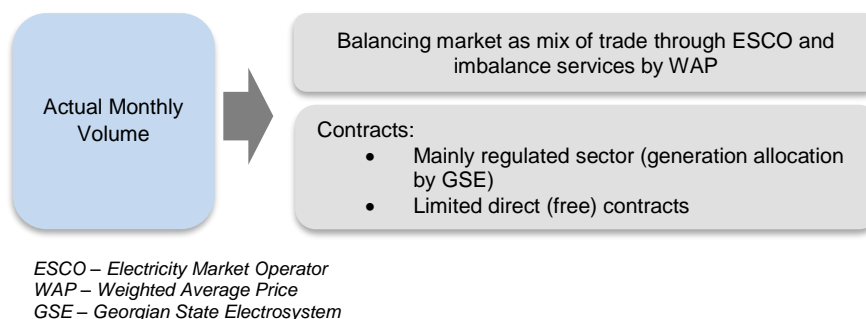 Actual Monthly
Volume
Balancing market as mix of trade through ESCO and
imbalance services by WAP
Contracts:
• Mainly regulated sector (generation allocation
by GSE)
• Limited direct (free) contracts
ESCO – Electricity Market Operator
WAP – Weighted Average Price
GSE – Georgian State Electrosystem